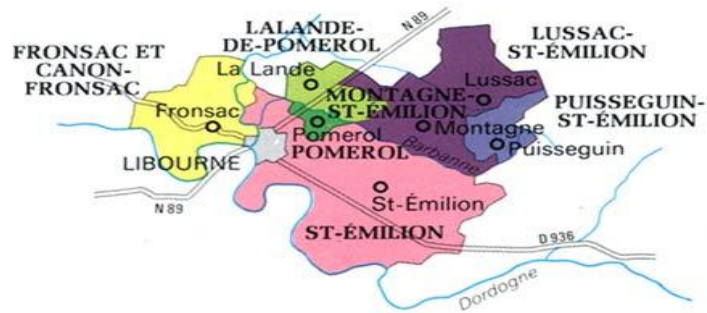 N 89
LALANDE-
DE-POMEROL
LUSSAC-
ST-ÉMILION
FRONSAC ET
CANON-
FRONSAC
La Lande
Lussac
MONTAGNE-
ST-ÉMILION
PUISSEGUIN-
ST-ÉMILION
Fronsac
Pomerol
Montagne
POMEROL
Barbanne
Puisseguin
LIBOURNE
N 89
St-Émilion
ST-ÉMILION
D 936
Dordogne